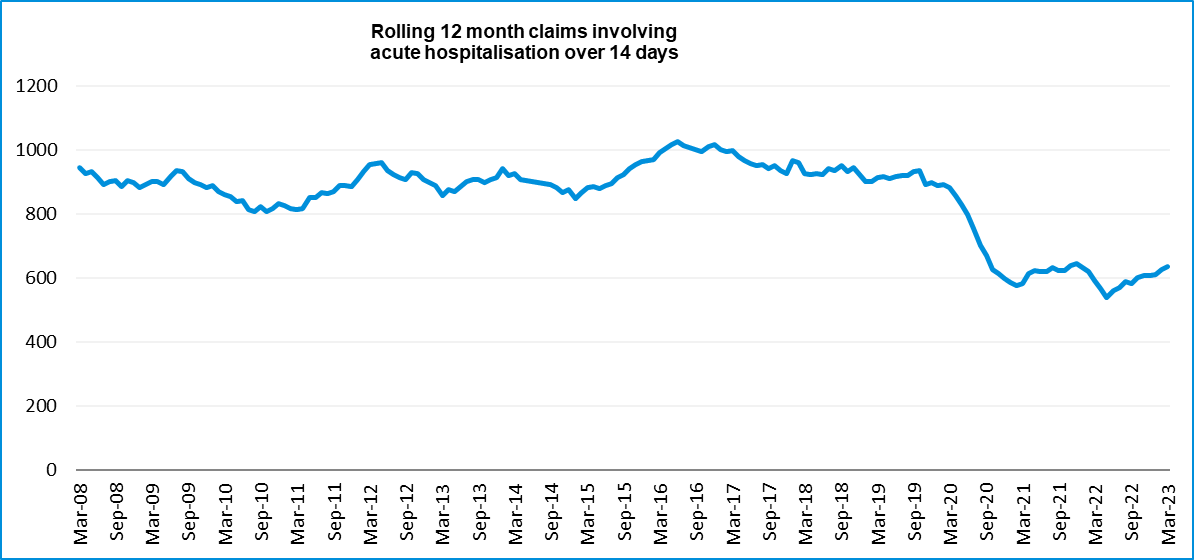 Rolling 12 month claims involving
acute hospitalisation over 14 days
1200
1000
800
600
400
200
0
Mar-08
Sep-08
Mar-09
Sep-09
Mar-10
Sep-10
Mar-11
Sep-11
Mar-12
Sep-12
Mar-13
Sep-13
Mar-14
Sep-14
Mar-15
Sep-15
Mar-16
Sep-16
Mar-17
Sep-17
Mar-18
Sep-18
Mar-19
Sep-19
Mar-20
Sep-20
Mar-21
Sep-21
Mar-22
Sep-22
Mar-23